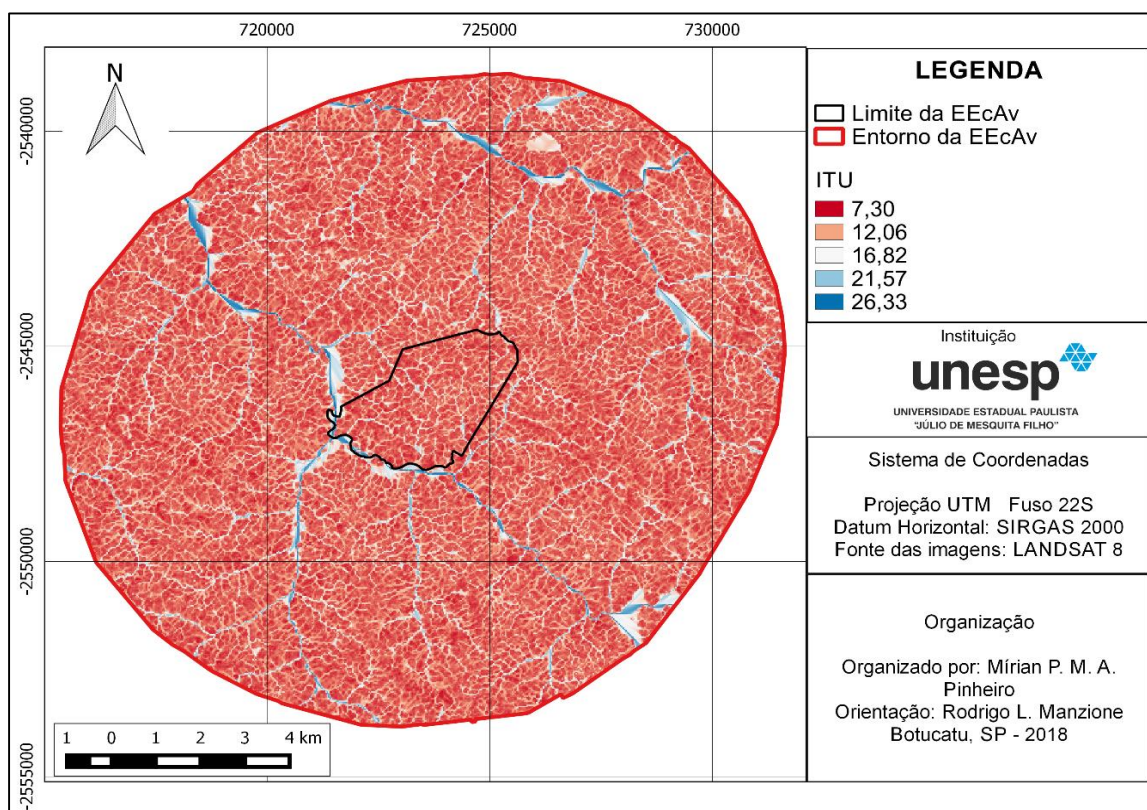 720000 725000 730000
N
-2540000
-2545000
-2550000
-2555000
1 0 1 2 3 4 km
LEGENDA
Limite da EEcAv
Entorno da EEcAv
ITU
7,30
12,06
16,82
21,57
26,33
Instituição
unesp
UNIVERSIDADE ESTADUAL PAULISTA
"JÚLIO DE MESQUITA FILHO"
Sistema de Coordenadas
Projeção UTM Fuso 22S
Datum Horizontal: SIRGAS 2000
Fonte das imagens: LANDSAT 8
Organização
Organizado por: Mírian P. M. A.
Pinheiro
Orientação: Rodrigo L. Manzione
Botucatu, SP - 2018